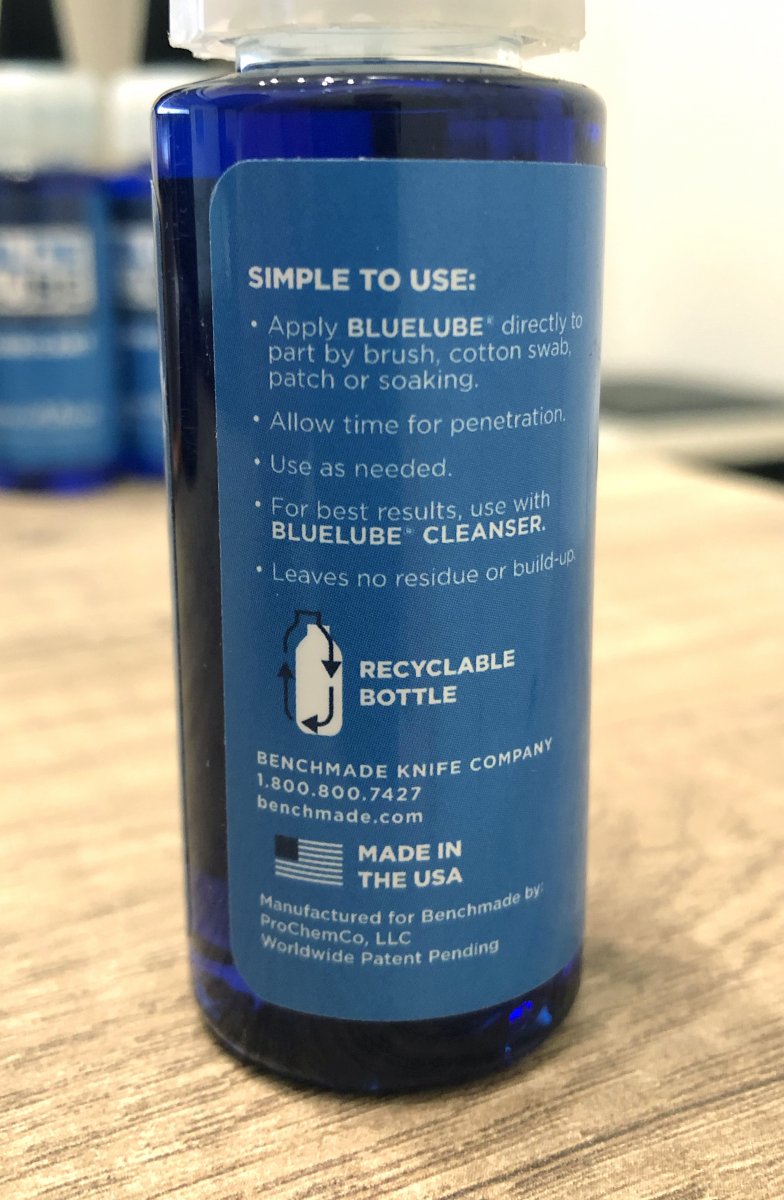 SIMPLE TO USE:
• Apply BLUELUBE® directly to
part by brush, cotton swab,
patch or soaking.
• Allow time for penetration.
• Use as needed.
• For best results, use with
BLUELUBE® CLEANSER.
• Leaves no residue or build-up.
RECYCLABLE
BOTTLE
BENCHMADE KNIFE COMPANY
1.800.800.7427
benchmade.com
MADE IN
THE USA
Manufactured for Benchmade by:
ProChemCo, LLC
Worldwide Patent Pending